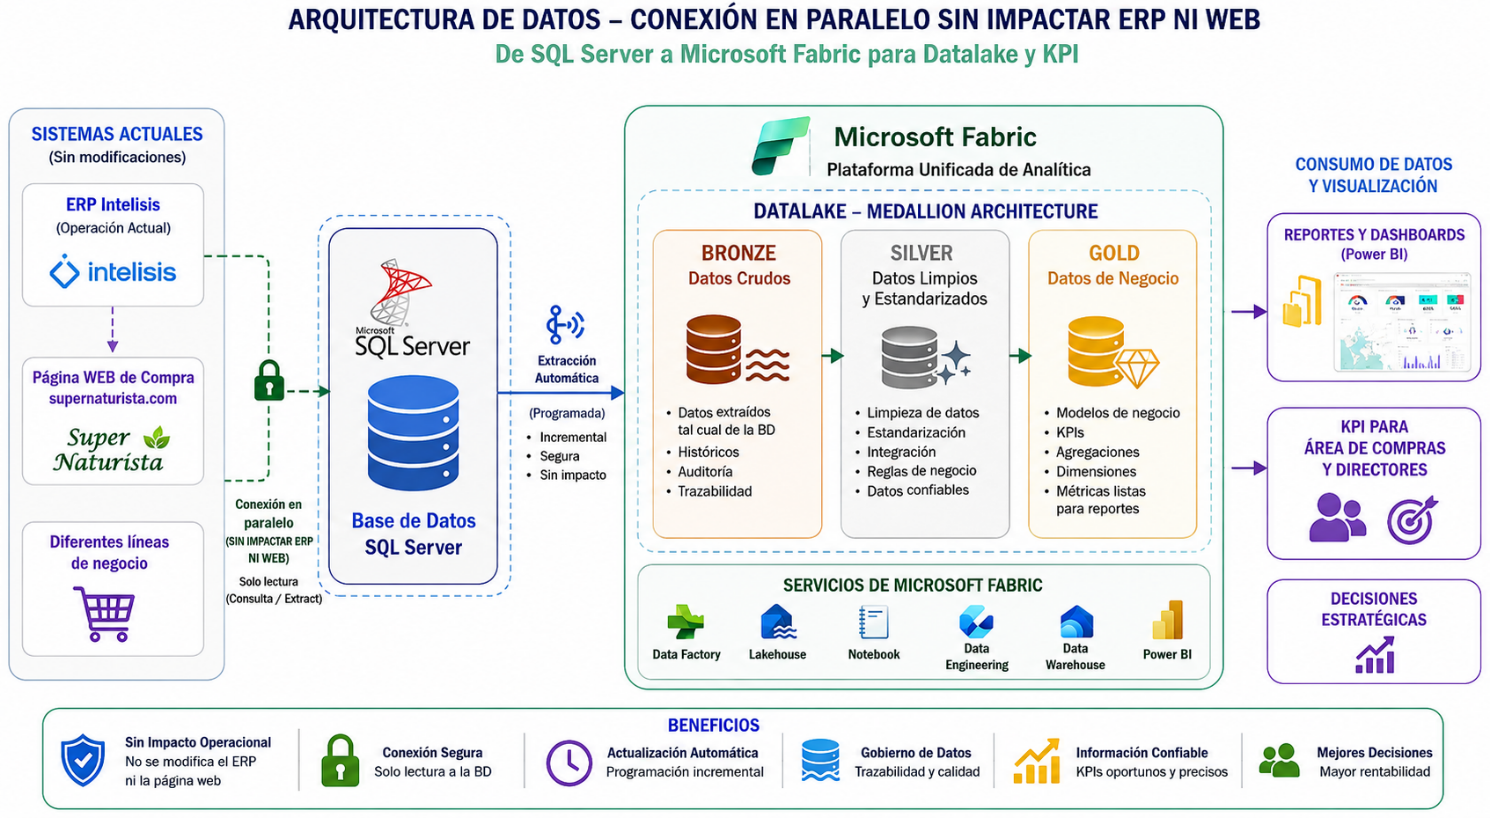 ARQUITECTURA DE DATOS – CONEXIÓN EN PARALELO SIN IMPACTAR ERP NI WEB
De SQL Server a Microsoft Fabric para Datalake y KPI
SISTEMAS ACTUALES
(Sin modificaciones)
ERP Intelisis
(Operación Actual)
intelisis
Página WEB de Compra
supernaturista.com
Super
Naturista
Diferentes líneas
de negocio
Conexión en
paralelo
(SIN IMPACTAR ERP
NI WEB)
Solo lectura
(Consulta / Extract)
Microsoft
SQL Server
Base de Datos
SQL Server
Extracción
Automática
(Programada)
• Incremental
• Segura
• Sin impacto
Microsoft Fabric
Plataforma Unificada de Analítica
DATALAKE – MEDALLION ARCHITECTURE
BRONZE
Datos Crudos
• Datos extraídos
tal cual de la BD
• Históricos
• Auditoría
• Trazabilidad
SILVER
Datos Limpios
y Estandarizados
• Limpieza de datos
• Estandarización
• Integración
• Reglas de negocio
• Datos confiables
GOLD
Datos de Negocio
• Modelos de negocio
• KPIs
• Agregaciones
• Dimensiones
• Métricas listas
para reportes
SERVICIOS DE MICROSOFT FABRIC
Data Factory
Lakehouse
Notebook
Data
Engineering
Data
Warehouse
Power BI
CONSUMO DE DATOS
Y VISUALIZACIÓN
REPORTES Y DASHBOARDS
(Power BI)
KPI PARA
ÁREA DE COMPRAS
Y DIRECTORES
DECISIONES
ESTRATÉGICAS
BENEFICIOS
Sin Impacto Operacional
No se modifica el ERP
ni la página web
Conexión Segura
Solo lectura a la BD
Actualización Automática
Programación incremental
Gobierno de Datos
Trazabilidad y calidad
Información Confiable
KPIs oportunos y precisos
Mejores Decisiones
Mayor rentabilidad